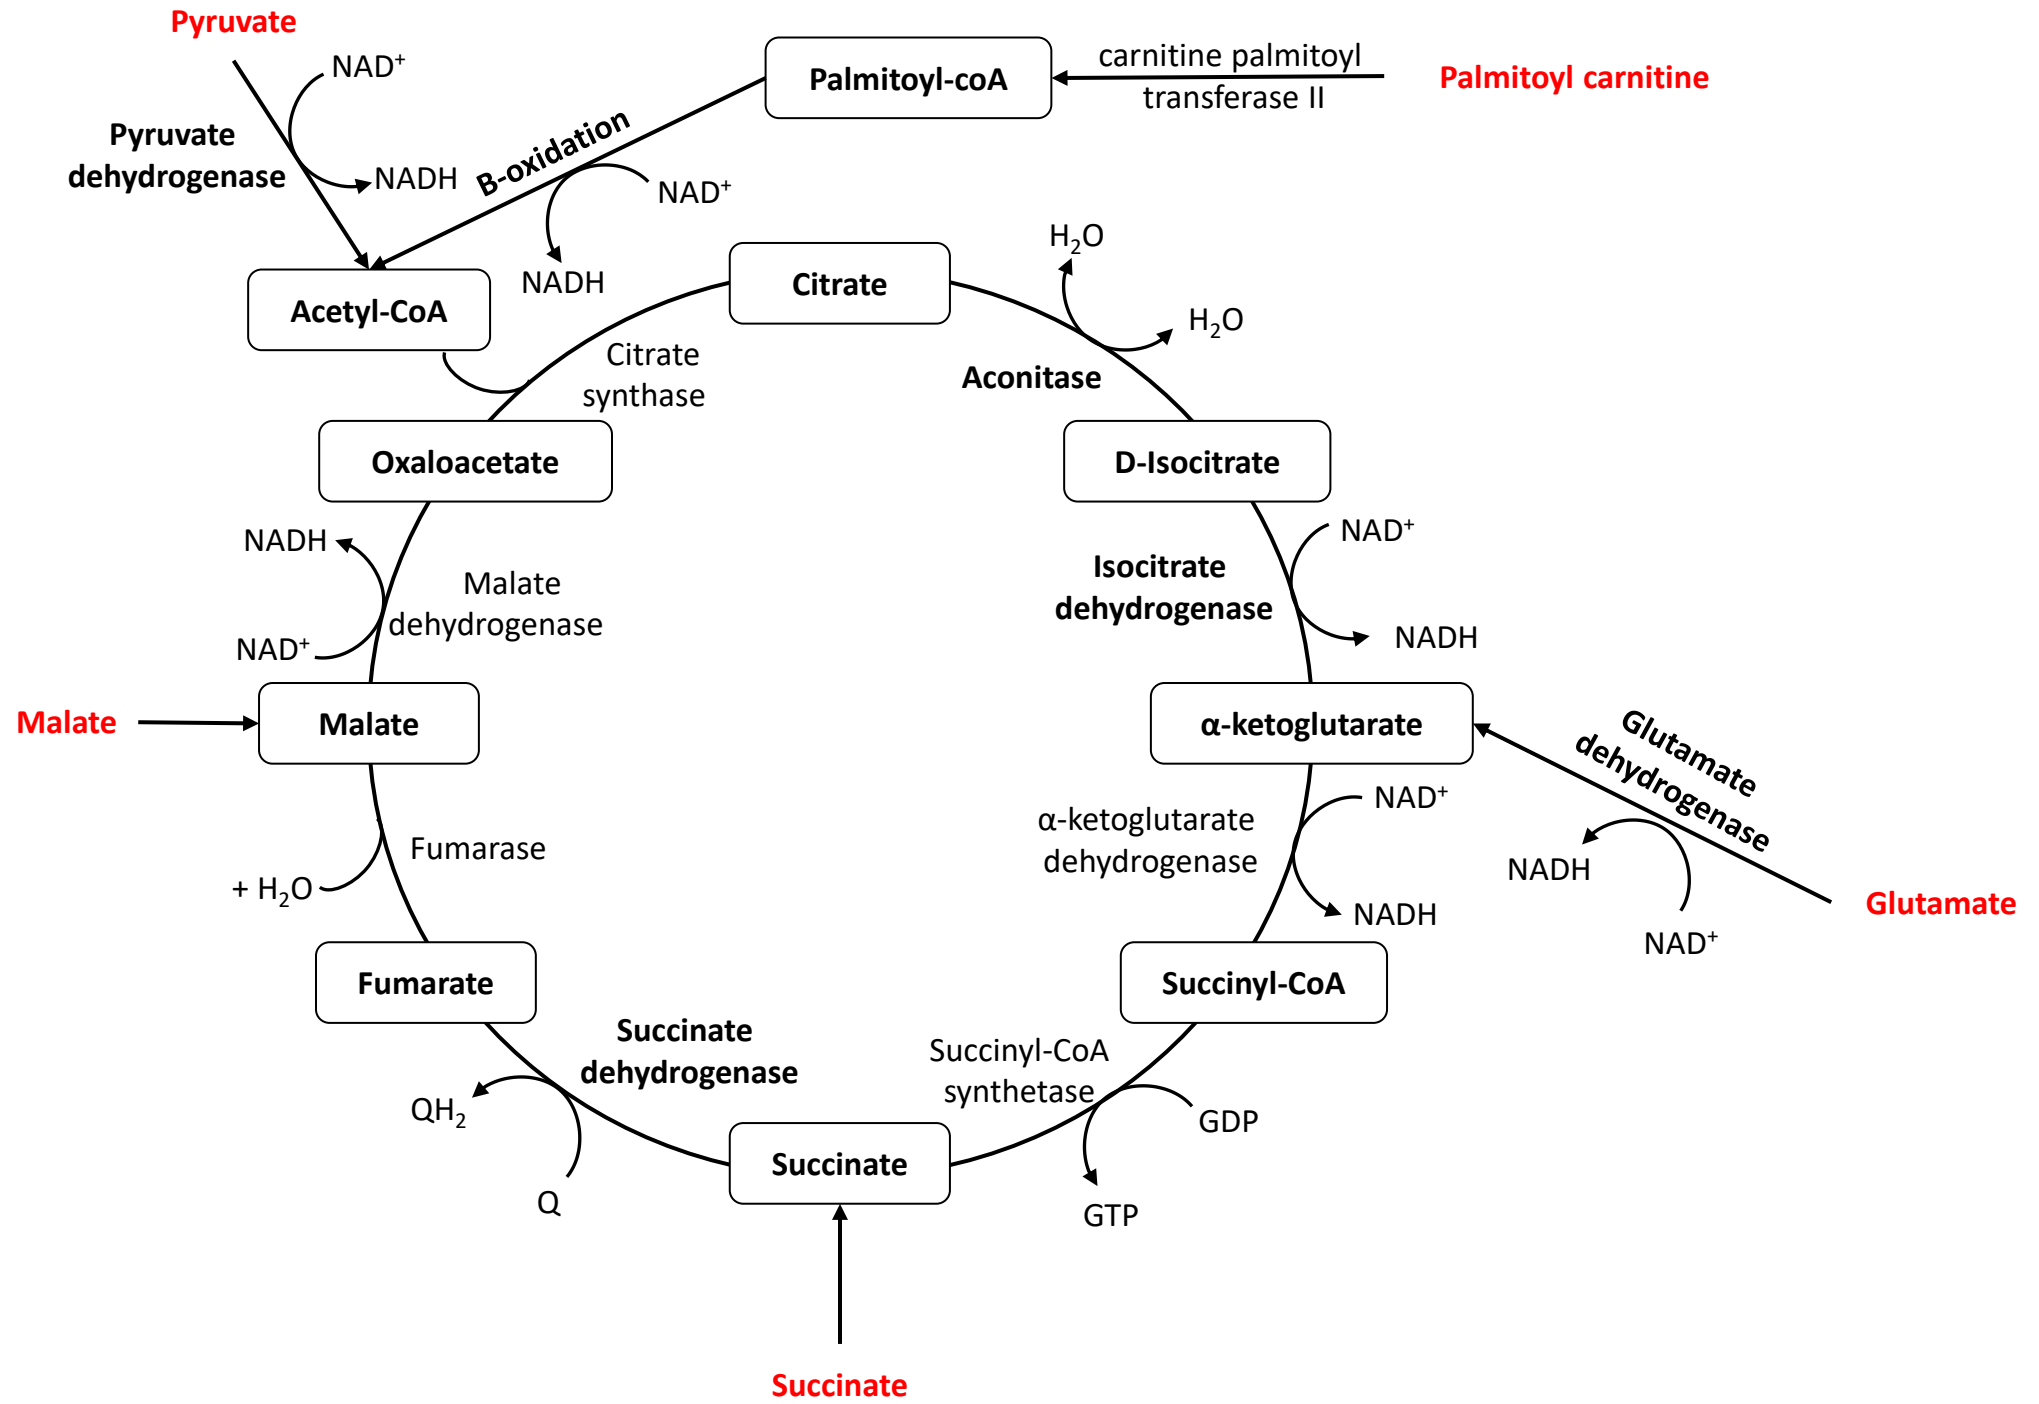 Pyruvate
NAD⁺
Pyruvate
dehydrogenase
NADH
Palmitoyl-coA
carnitine palmitoyl
transferase II
Palmitoyl carnitine
B-oxidation
NAD⁺
NADH
Acetyl-CoA
Citrate
H₂O
H₂O
Citrate
synthase
Aconitase
Oxaloacetate
D-Isocitrate
NADH
NAD⁺
Malate
dehydrogenase
Isocitrate
dehydrogenase
NAD⁺
NADH
Malate
Malate
α-ketoglutarate
Glutamate
dehydrogenase
NADH
NAD⁺
Glutamate
Fumarase
+ H₂O
α-ketoglutarate
dehydrogenase
NAD⁺
NADH
Fumarate
Succinyl-CoA
Succinate
dehydrogenase
Succinyl-CoA
synthetase
QH₂
Q
GDP
GTP
Succinate
Succinate